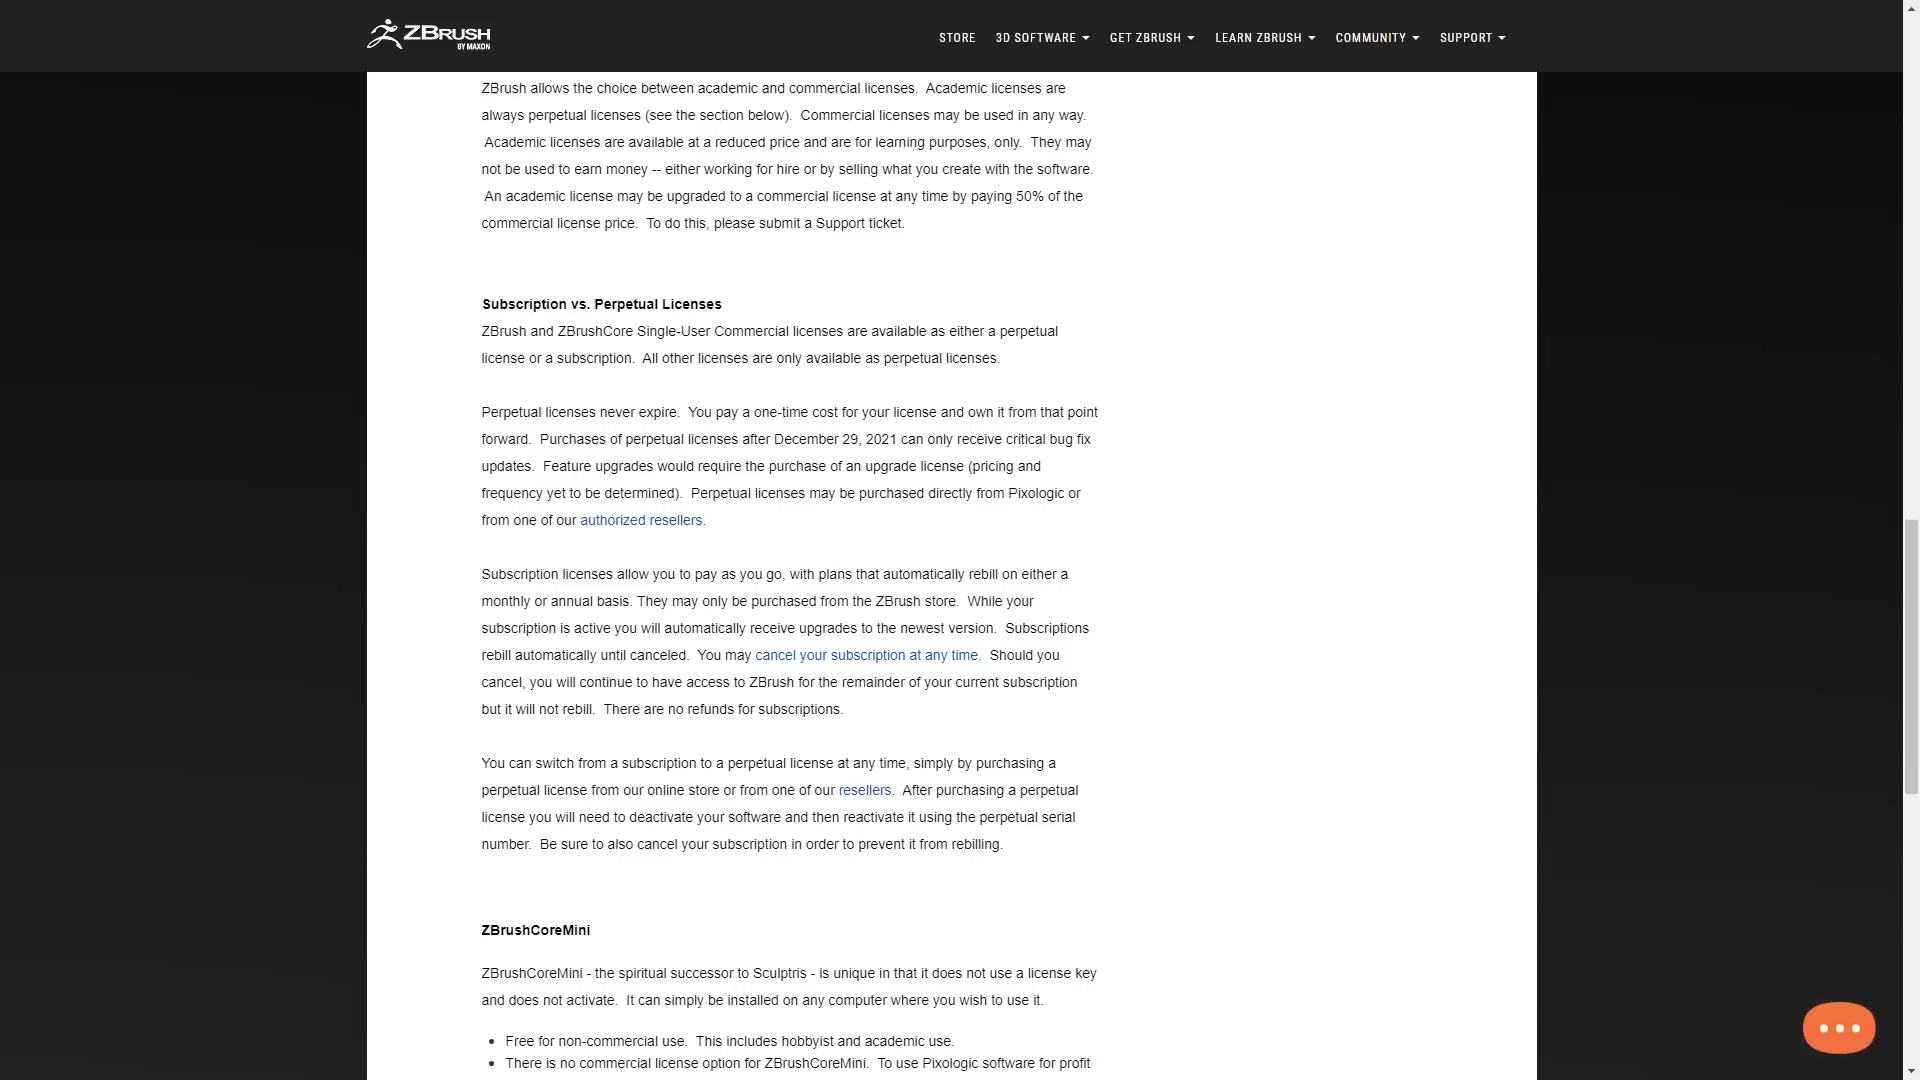 ZBRUSH
BY MAXON
STORE 3D SOFTWARE GET ZBRUSH LEARN ZBRUSH COMMUNITY SUPPORT
ZBrush allows the choice between academic and commercial licenses. Academic licenses are
always perpetual licenses (see the section below). Commercial licenses may be used in any way.
Academic licenses are available at a reduced price and are for learning purposes, only. They may
not be used to earn money -- either working for hire or by selling what you create with the software.
An academic license may be upgraded to a commercial license at any time by paying 50% of the
commercial license price. To do this, please submit a Support ticket.
Subscription vs. Perpetual Licenses
ZBrush and ZBrushCore Single-User Commercial licenses are available as either a perpetual
license or a subscription. All other licenses are only available as perpetual licenses.
Perpetual licenses never expire. You pay a one-time cost for your license and own it from that point
forward. Purchases of perpetual licenses after December 29, 2021 can only receive critical bug fix
updates. Feature upgrades would require the purchase of an upgrade license (pricing and
frequency yet to be determined). Perpetual licenses may be purchased directly from Pixologic or
from one of our authorized resellers.
Subscription licenses allow you to pay as you go, with plans that automatically rebill on either a
monthly or annual basis. They may only be purchased from the ZBrush store. While your
subscription is active you will automatically receive upgrades to the newest version. Subscriptions
rebill automatically until canceled. You may cancel your subscription at any time. Should you
cancel, you will continue to have access to ZBrush for the remainder of your current subscription
but it will not rebill. There are no refunds for subscriptions.
You can switch from a subscription to a perpetual license at any time, simply by purchasing a
perpetual license from our online store or from one of our resellers. After purchasing a perpetual
license you will need to deactivate your software and then reactivate it using the perpetual serial
number. Be sure to also cancel your subscription in order to prevent it from rebilling.
ZBrushCoreMini
ZBrushCoreMini - the spiritual successor to Sculptris - is unique in that it does not use a license key
and does not activate. It can simply be installed on any computer where you wish to use it.
• Free for non-commercial use. This includes hobbyist and academic use.
• There is no commercial license option for ZBrushCoreMini. To use Pixologic software for profit